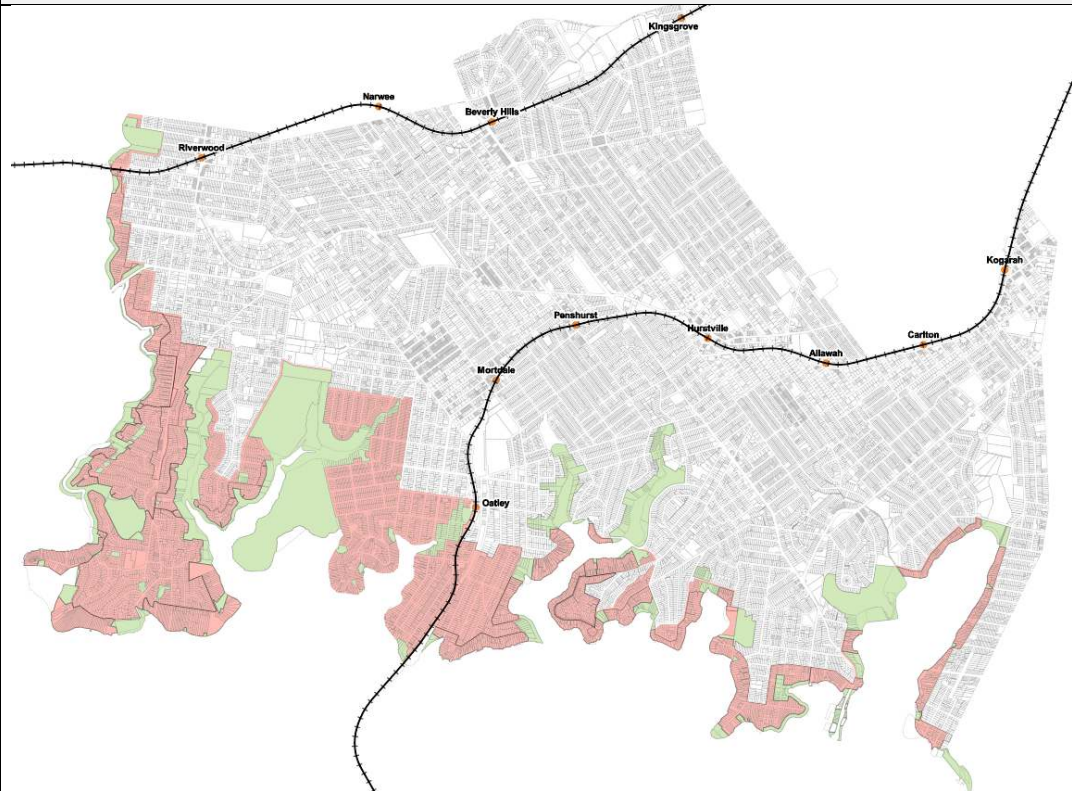 Kingsgrove
Narwee
Beverly Hills
Riverwood
Kogarah
Penshurst
Hurstville
Carlton
Allawah
Mortdale
Oatley